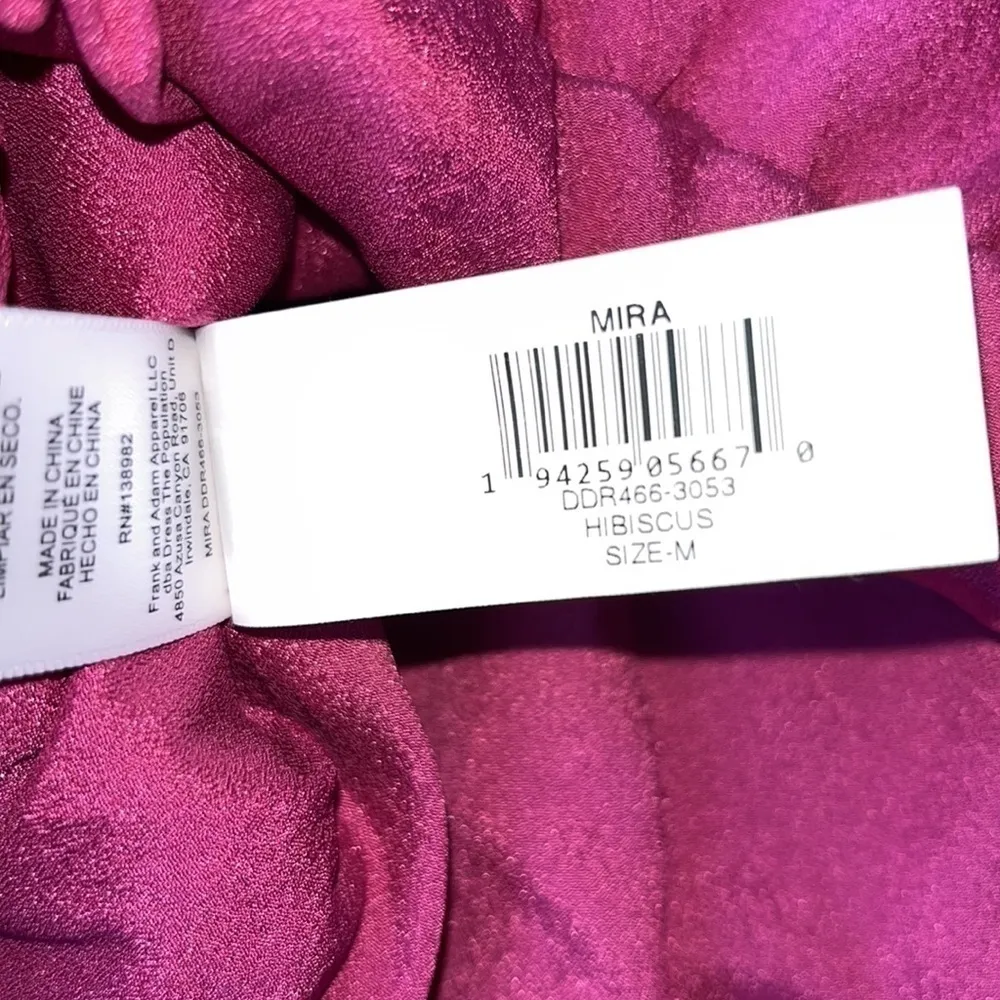 LIMPIAR EN SECO.
MADE IN CHINA
FABRIQUÉ EN CHINE
HECHO EN CHINA
RN#138982
Frank and Adam Apparel LLC
dba Dress The Population
4850 Azusa Canyon Road, Unit D
Irwindale, CA 91706
MIRA DDR466-3053
MIRA
1 94259 05667 0
DDR466-3053
HIBISCUS
SIZE-M